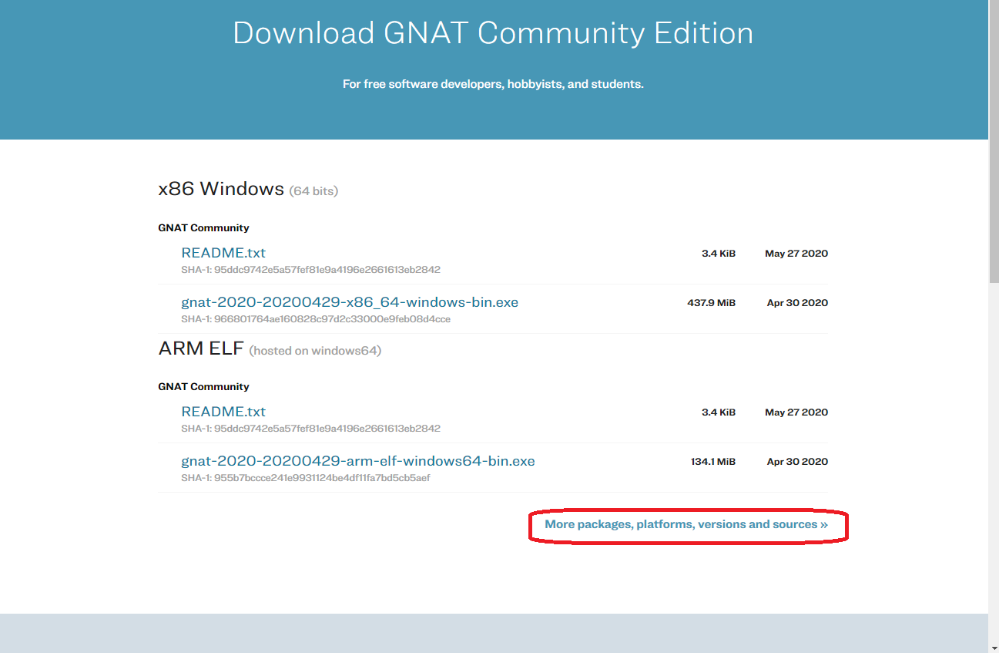 Download GNAT Community Edition
For free software developers, hobbyists, and students.
x86 Windows (64 bits)
GNAT Community
README.txt 3.4 KiB May 27 2020
SHA-1: 95ddc9742e5a57fef81e9a4196e2661613eb2842
gnat-2020-20200429-x86_64-windows-bin.exe 437.9 MiB Apr 30 2020
SHA-1: 966801764ae160828c97d2c33000e9feb08d4cce
ARM ELF (hosted on windows64)
GNAT Community
README.txt 3.4 KiB May 27 2020
SHA-1: 95ddc9742e5a57fef81e9a4196e2661613eb2842
gnat-2020-20200429-arm-elf-windows64-bin.exe 134.1 MiB Apr 30 2020
SHA-1: 955b7bccce241e9931124be4df11fa7bd5cb5aef
More packages, platforms, versions and sources »